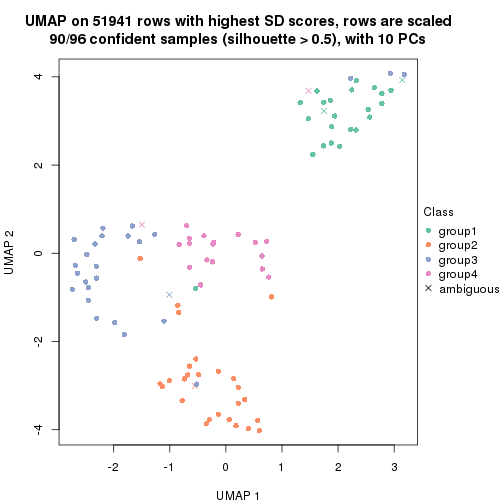 UMAP on 51941 rows with highest SD scores, rows are scaled
90/96 confident samples (silhouette > 0.5), with 10 PCs
4
2
0
-2
-4
UMAP 2
-2
-1
0
1
2
3
UMAP 1
Class
group1
group2
group3
group4
ambiguous